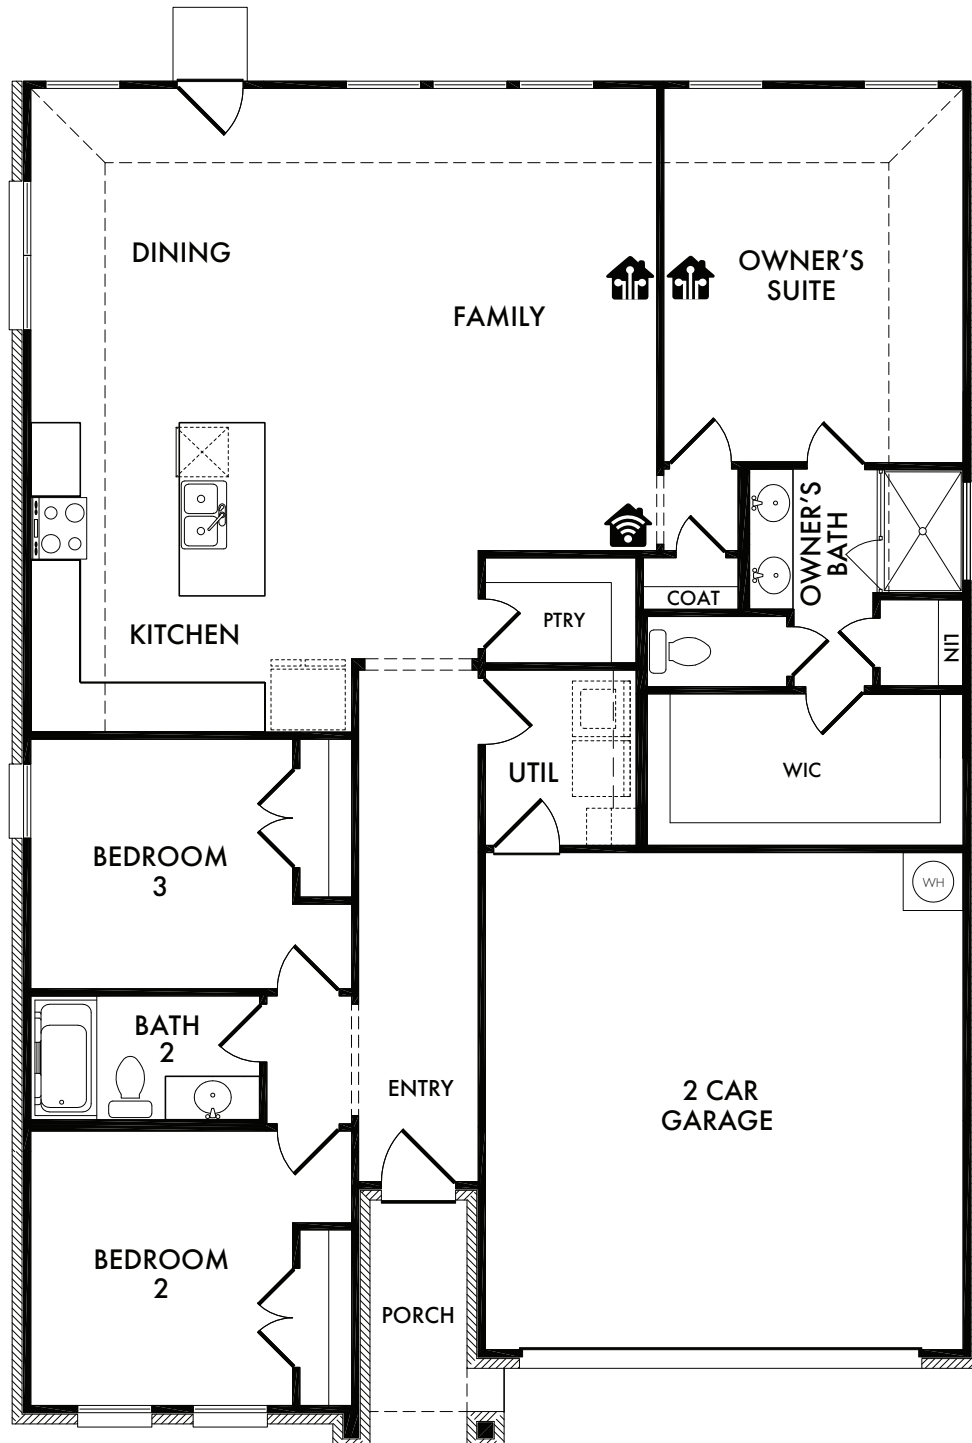 DINING
OWNER'S
SUITE
FAMILY
OWNER'S
BATH
COAT
PTRY
KITCHEN
LIN
UTIL
WIC
BEDROOM
3
WH
BATH
2
ENTRY
2 CAR
GARAGE
BEDROOM
2
PORCH